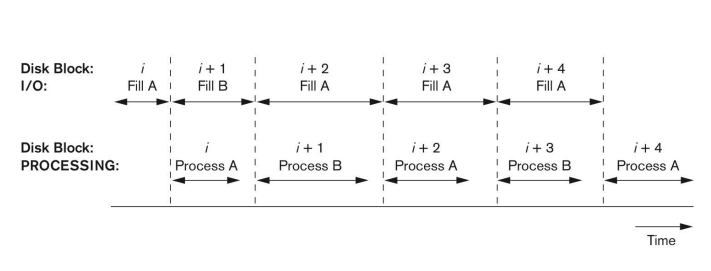 Disk Block: i i + 1 i + 2 i + 3 i + 4
I/O: Fill A Fill B Fill A Fill A Fill A
Disk Block: i i + 1 i + 2 i + 3 i + 4
PROCESSING: Process A Process B Process A Process B Process A
Time